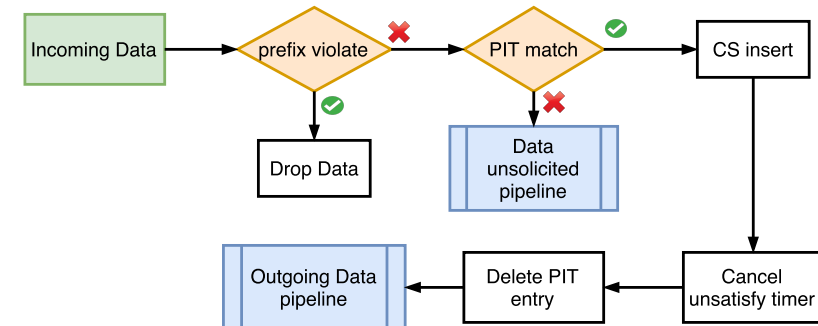 Incoming Data
prefix violate
PIT match
CS insert
Drop Data
Data
unsolicited
pipeline
Outgoing Data
pipeline
Delete PIT
entry
Cancel
unsatisfy timer